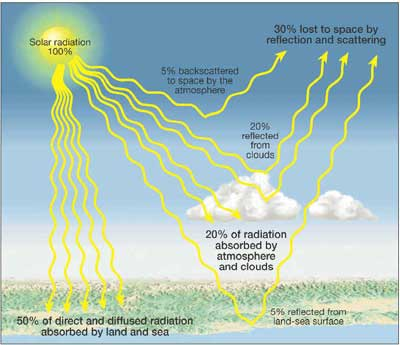 Solar radiation
100%
30% lost to space by
reflection and scattering
5% backscattered
to space by the
atmosphere
20%
reflected
from
clouds
20% of radiation
absorbed by
atmosphere
and clouds
5% reflected from
land-sea surface
50% of direct and diffused radiation
absorbed by land and sea